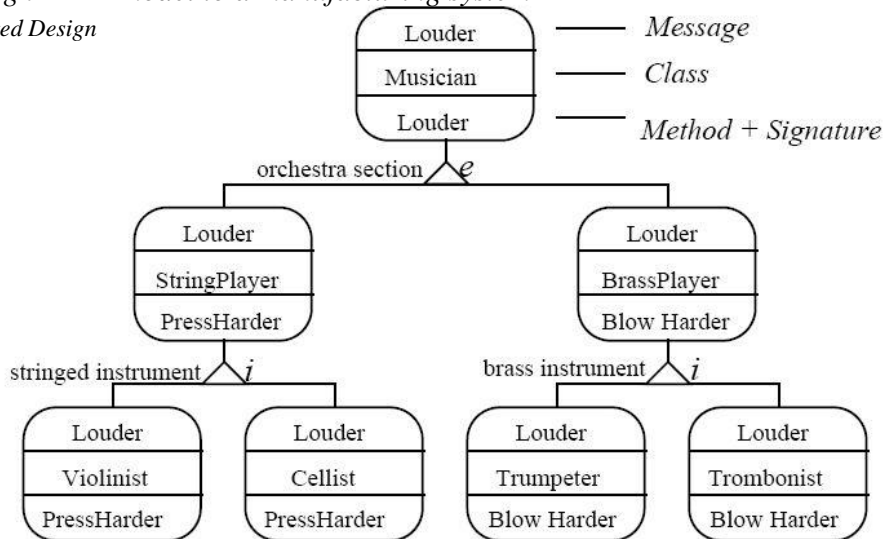 ed Design
Louder
Message
Musician
Class
Louder
Method + Signature
orchestra section
e
Louder
Louder
StringPlayer
BrassPlayer
PressHarder
Blow Harder
stringed instrument
i
brass instrument
i
Louder
Louder
Louder
Louder
Violinist
Cellist
Trumpeter
Trombonist
PressHarder
PressHarder
Blow Harder
Blow Harder